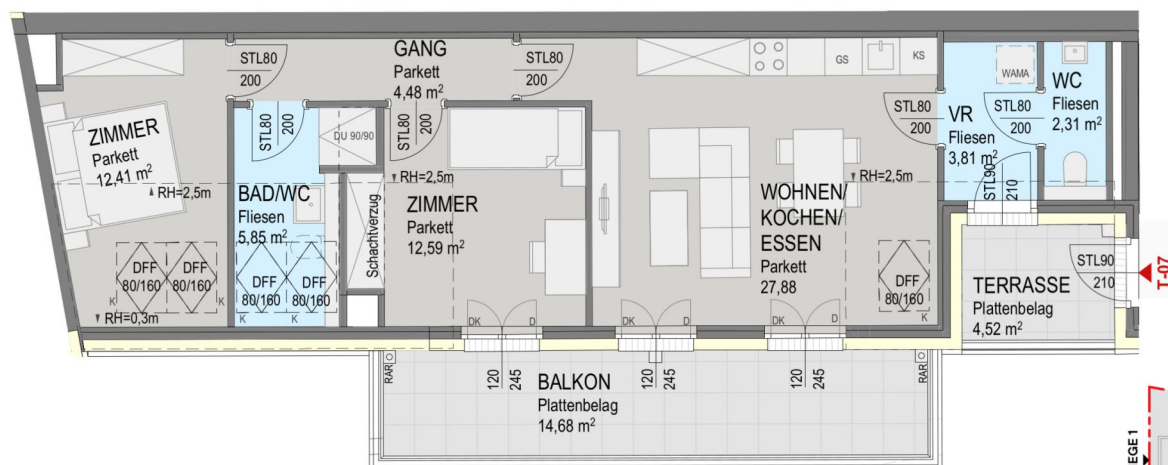 STL80
200
GANG
Parkett
4,48 m²
STL80
200
GS
KS
WAMA
WC
Fliesen
2,31 m²
STL80
200
VR
Fliesen
3,81 m²
STL80
200
ZIMMER
Parkett
12,41 m²
RH=2,5m
STL80
200
DU 90/90
STL80
200
BAD/WC
Fliesen
5,85 m²
RH=2,5m
ZIMMER
Parkett
12,59 m²
Schachtverzug
WOHNEN/
KOCHEN/
ESSEN
Parkett
27,88
RH=2,5m
STL90
210
DFF
80/160
K
DFF
80/160
K
DFF
80/160
K
DFF
80/160
K
DFF
80/160
K
RH=0,3m
TERRASSE
Plattenbelag
4,52 m²
STL90
210
T-07
DK
D
DK
D
DK
D
RAR
120
245
BALKON
Plattenbelag
14,68 m²
120
245
120
245
RAR
EGE 1